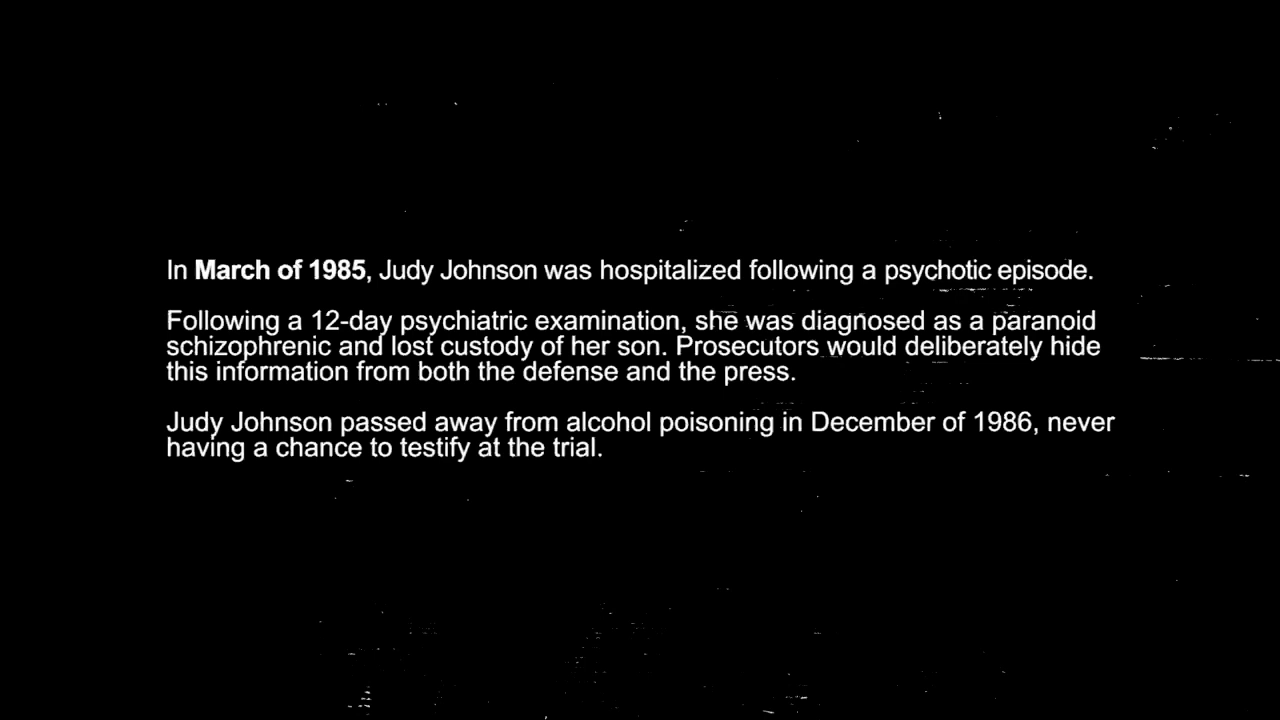 In March of 1985, Judy Johnson was hospitalized following a psychotic episode.
Following a 12-day psychiatric examination, she was diagnosed as a paranoid
schizophrenic and lost custody of her son. Prosecutors would deliberately hide
this information from both the defense and the press.
Judy Johnson passed away from alcohol poisoning in December of 1986, never
having a chance to testify at the trial.